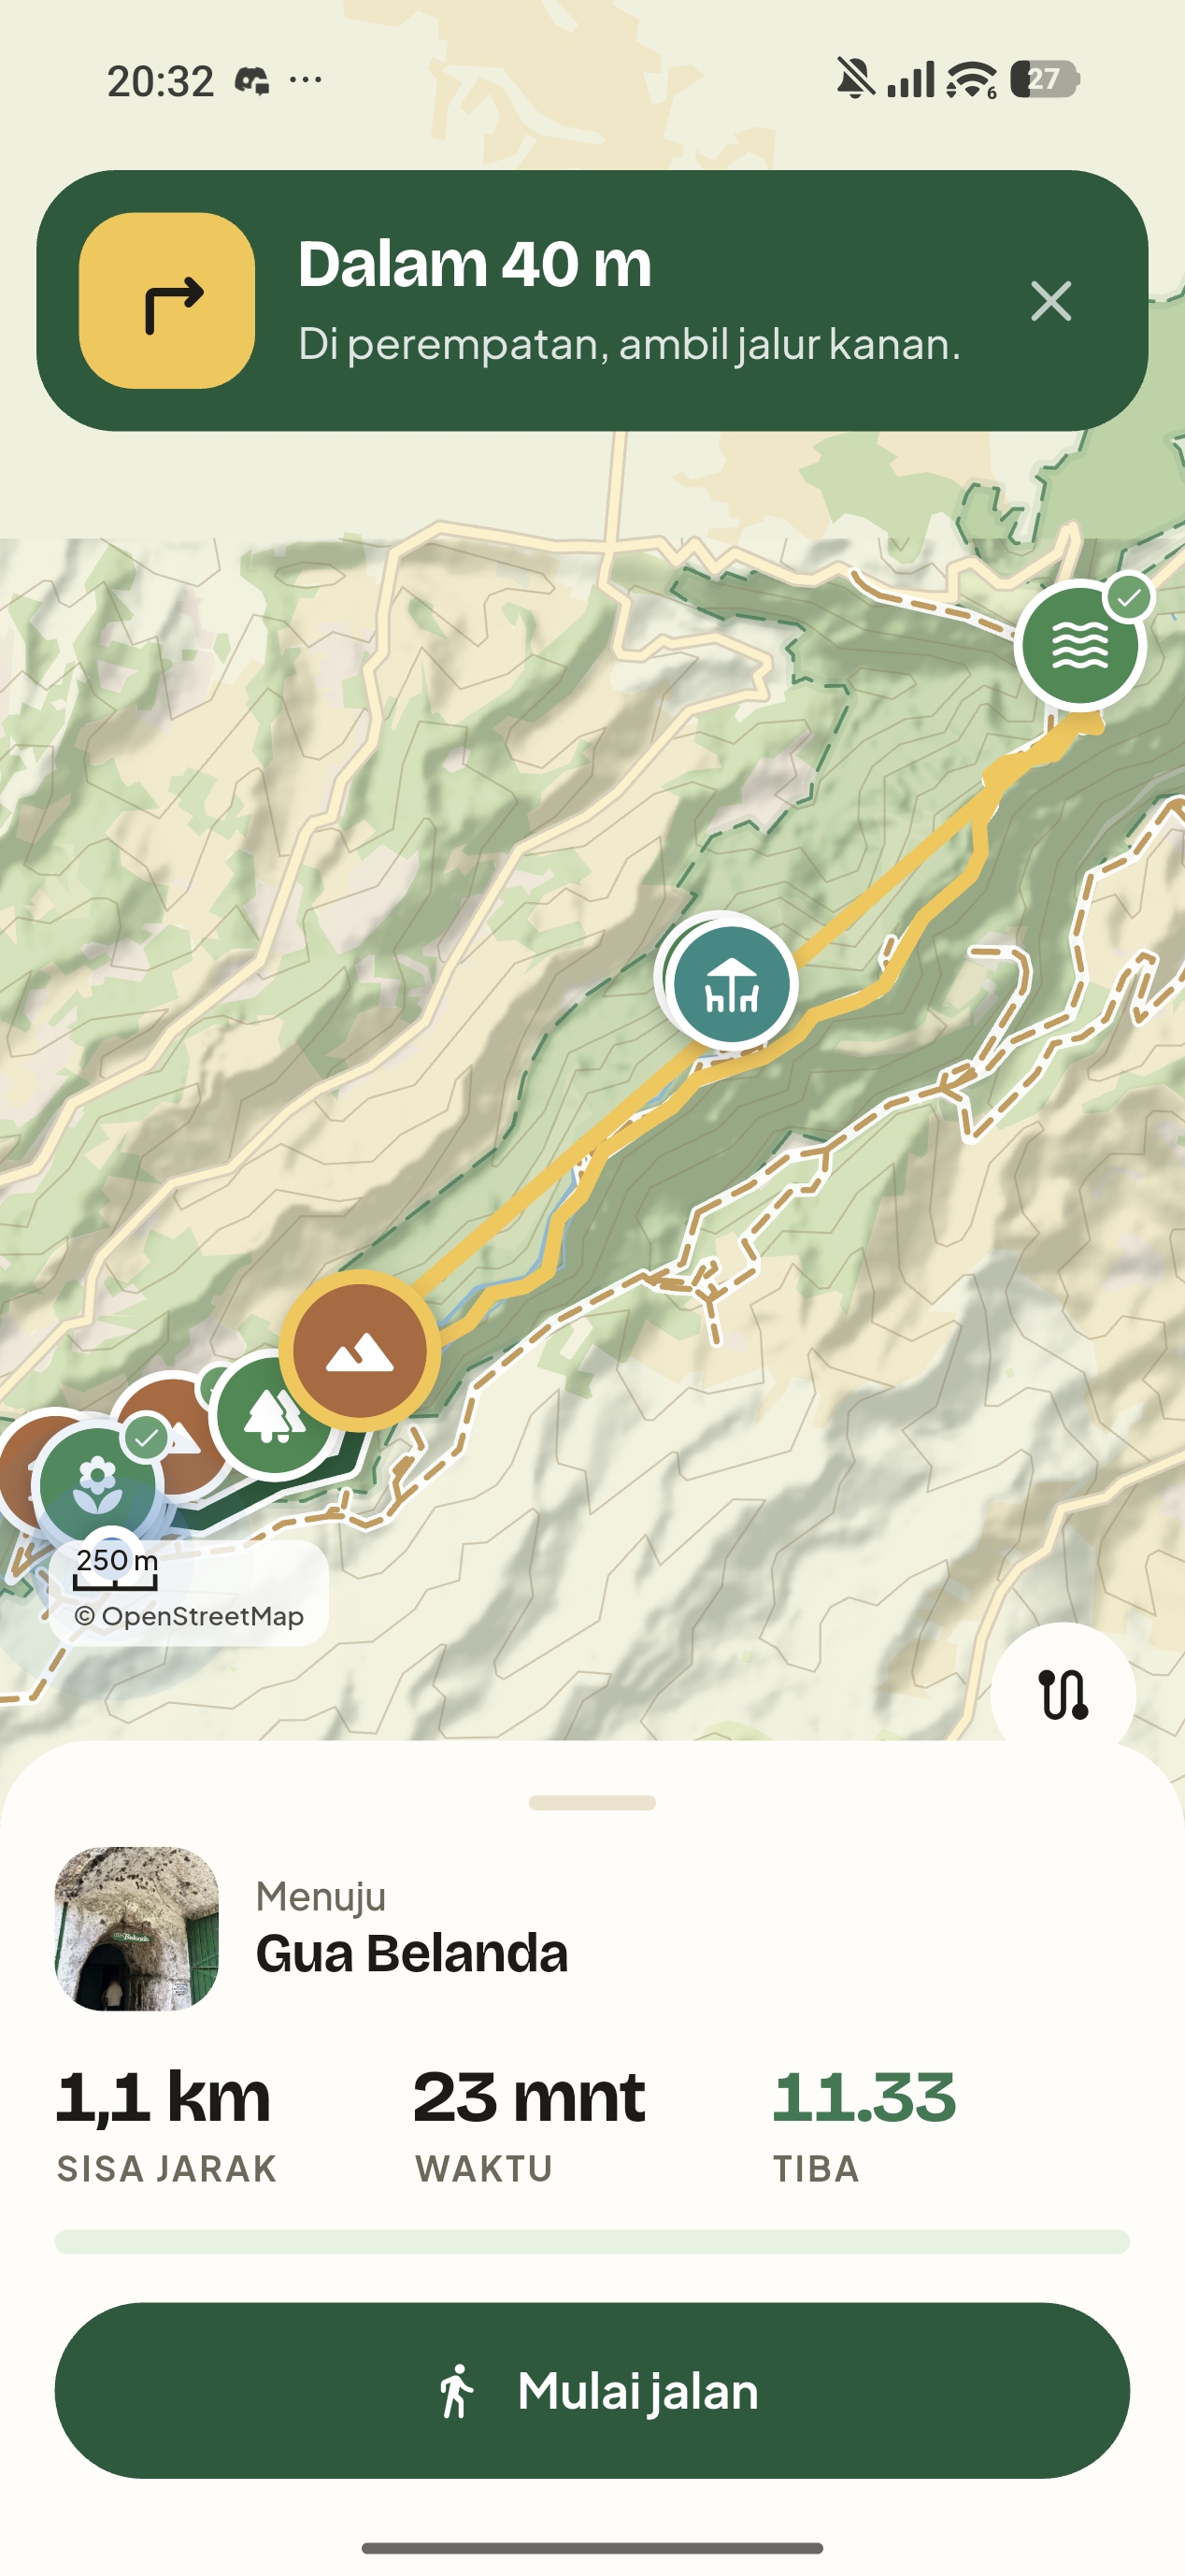 20:32
6
27
Dalam 40 m
Di perempatan, ambil jalur kanan.
250 m
© OpenStreetMap
Menuju
Gua Belanda
1,1 km
23 mnt
11.33
SISA JARAK
WAKTU
TIBA
Mulai jalan